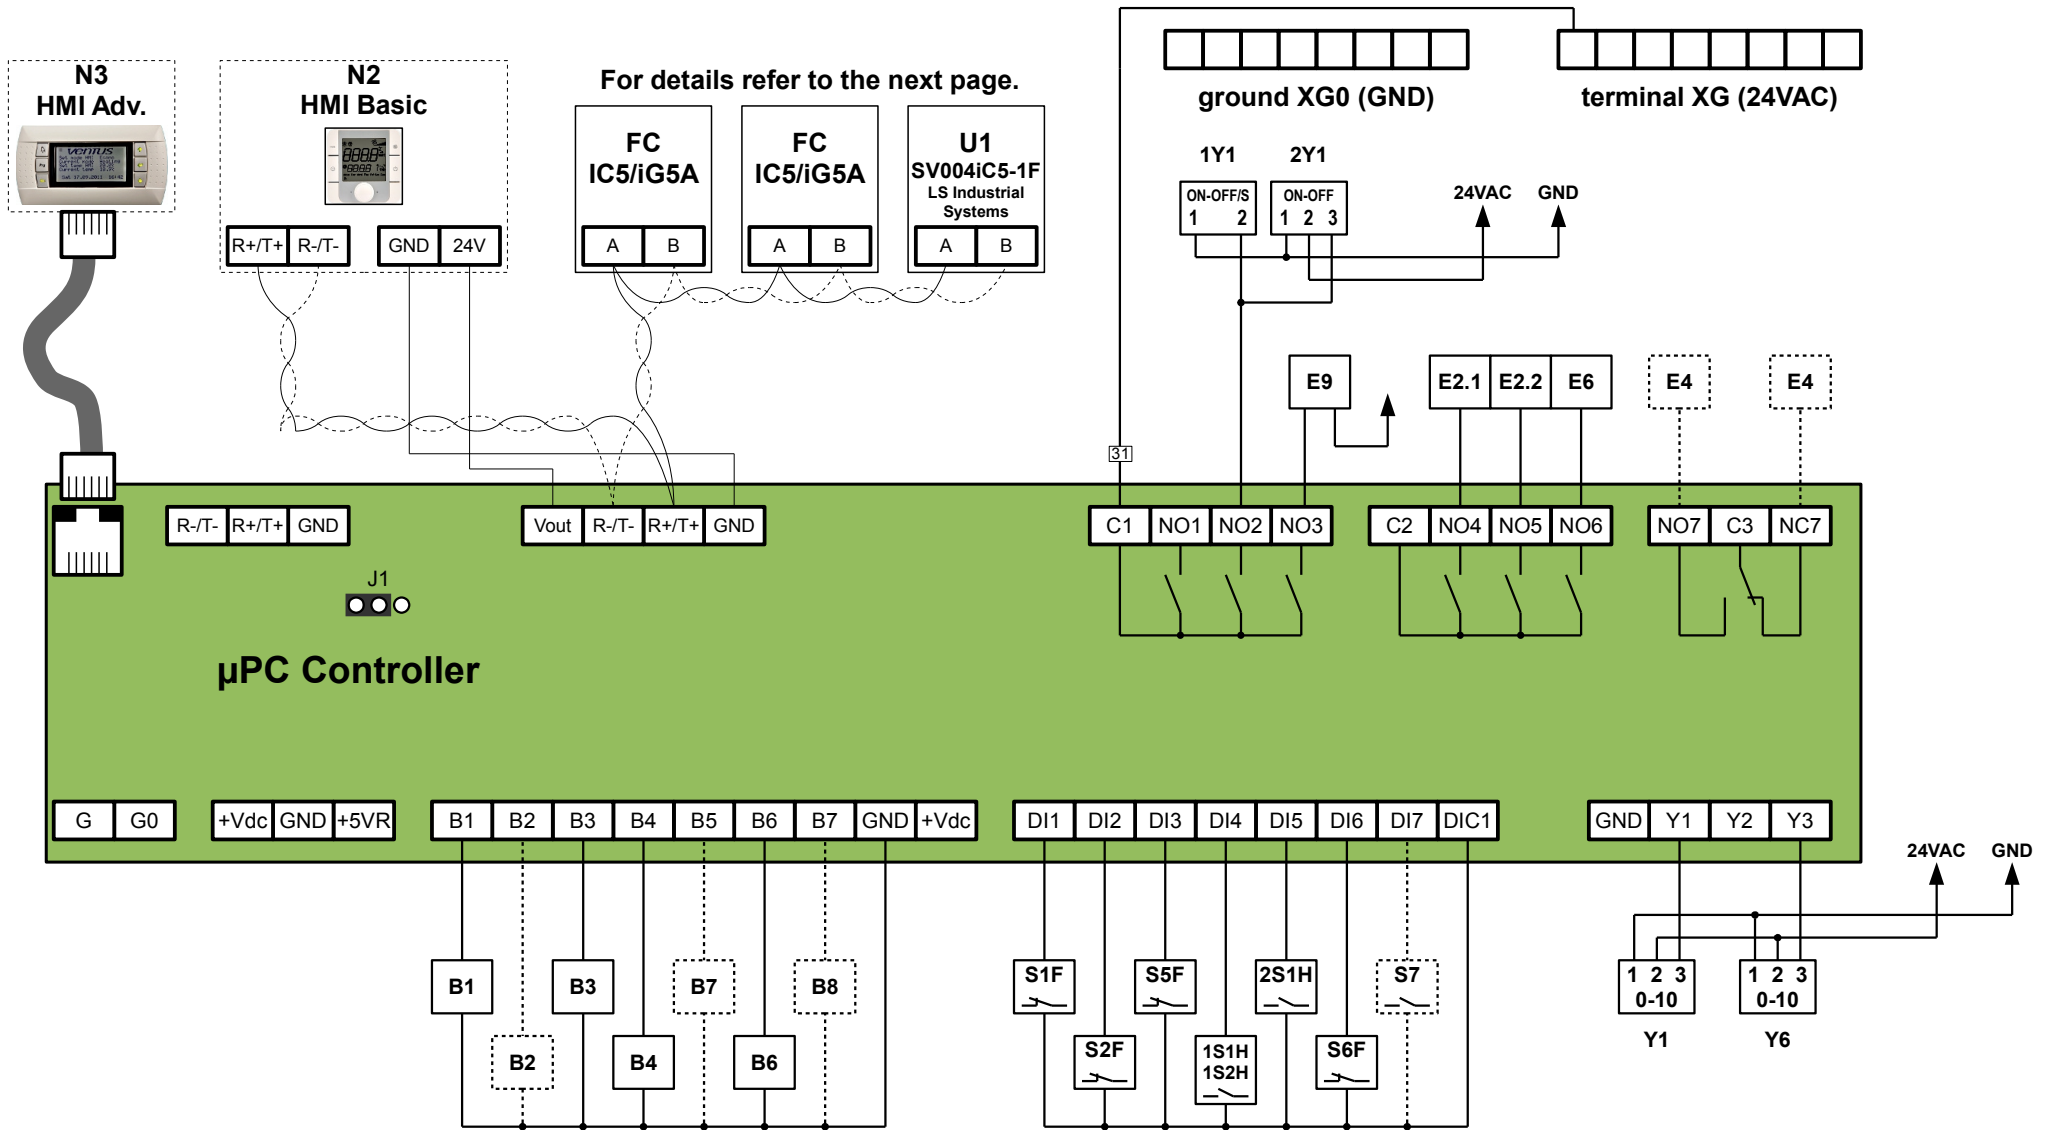 N3
HMI Adv.
VENTUS
N2
HMI Basic
R+/T+ R-/T- GND 24V
For details refer to the next page.
FC
IC5/iG5A
A B
FC
IC5/iG5A
A B
U1
SV004iC5-1F
LS Industrial
Systems
A B
ground XG0 (GND)
terminal XG (24VAC)
1Y1 2Y1
ON-OFF/S
1 2
ON-OFF
1 2 3
24VAC GND
E9
E2.1 E2.2 E6
E4 E4
31
R-/T- R+/T+ GND
Vout R-/T- R+/T+ GND
C1 NO1 NO2 NO3
C2 NO4 NO5 NO6
NO7 C3 NC7
J1
µPC Controller
G G0
+Vdc GND +5VR
B1 B2 B3 B4 B5 B6 B7 GND +Vdc
DI1 DI2 DI3 DI4 DI5 DI6 DI7 DIC1
GND Y1 Y2 Y3
24VAC GND
B1 B3 B7 B8
B2 B4 B6
S1F S5F 2S1H S7
S2F
1S1H
1S2H
S6F
1 2 3
0-10
Y1
1 2 3
0-10
Y6